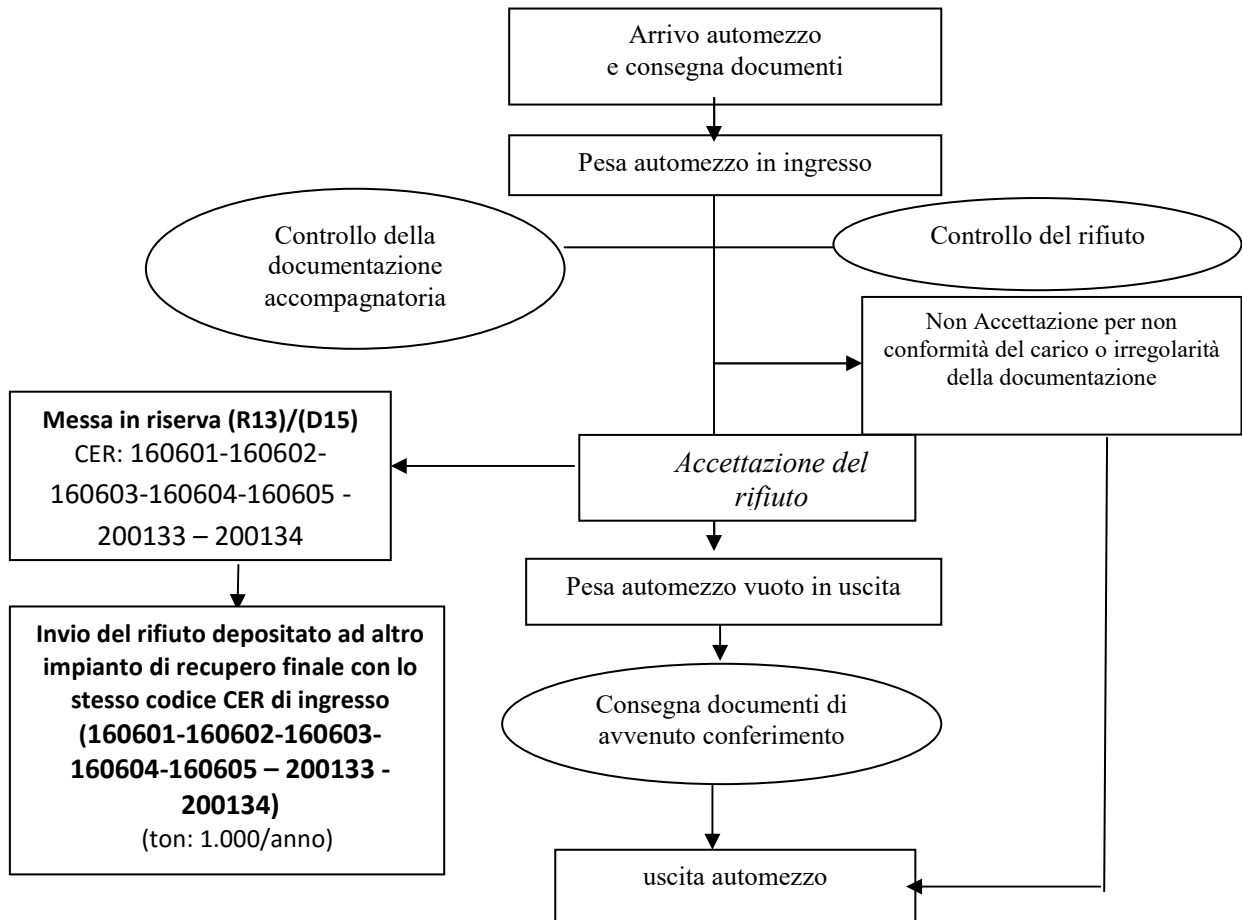 Arrivo automezzo
e consegna documenti
Pesa automezzo in ingresso
Controllo della
documentazione
accompagnatoria
Controllo del rifiuto
Non Accettazione per non
conformità del carico o irregolarità
della documentazione
Messa in riserva (R13)/(D15)
CER: 160601-160602-
160603-160604-160605 -
200133 – 200134
Accettazione del
rifiuto
Pesa automezzo vuoto in uscita
Invio del rifiuto depositato ad altro
impianto di recupero finale con lo
stesso codice CER di ingresso
(160601-160602-160603-
160604-160605 – 200133 -
200134)
(ton: 1.000/anno)
Consegna documenti di
avvenuto conferimento
uscita automezzo